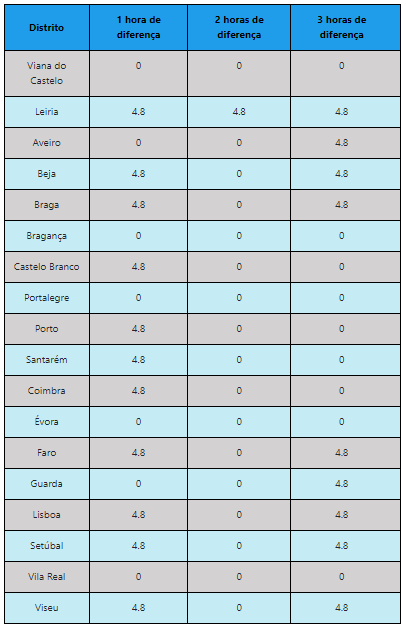 Distrito 1 hora de diferença 2 horas de diferença 3 horas de diferença
Viana do Castelo 0 0 0
Leiria 4.8 4.8 4.8
Aveiro 0 0 4.8
Beja 4.8 0 4.8
Braga 4.8 0 4.8
Bragança 0 0 0
Castelo Branco 4.8 0 0
Portalegre 0 0 0
Porto 4.8 0 0
Santarém 4.8 0 0
Coimbra 4.8 0 0
Évora 0 0 0
Faro 4.8 0 4.8
Guarda 0 0 4.8
Lisboa 4.8 0 4.8
Setúbal 4.8 0 4.8
Vila Real 0 0 0
Viseu 4.8 0 4.8